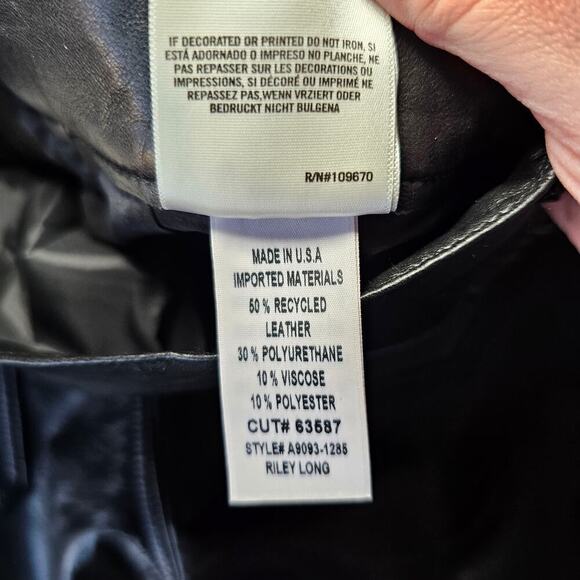 IF DECORATED OR PRINTED DO NOT IRON, SI
ESTÁ ADORNADO O IMPRESO NO PLANCHE, NE
PAS REPASSER SUR LES DECORATIONS OU
IMPRESSIONS, SI DÉCORÉ OU IMPRIMÉ NE
REPASSEZ PAS,WENN VRZIERT ODER
BEDRUCKT NICHT BULGENA
R/N#109670
MADE IN U.S.A
IMPORTED MATERIALS
50 % RECYCLED
LEATHER
30 % POLYURETHANE
10 % VISCOSE
10 % POLYESTER
CUT# 63587
STYLE# A9093-1285
RILEY LONG